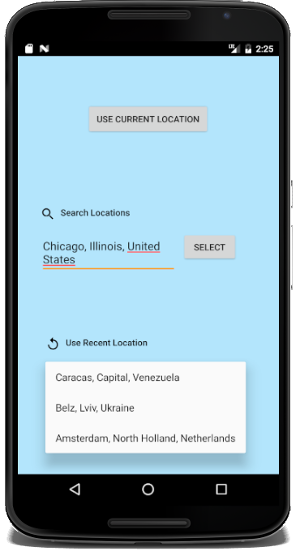 2:25
USE CURRENT LOCATION
Search Locations
Chicago, Illinois, United
States
SELECT
Use Recent Location
Caracas, Capital, Venezuela
Belz, Lviv, Ukraine
Amsterdam, North Holland, Netherlands